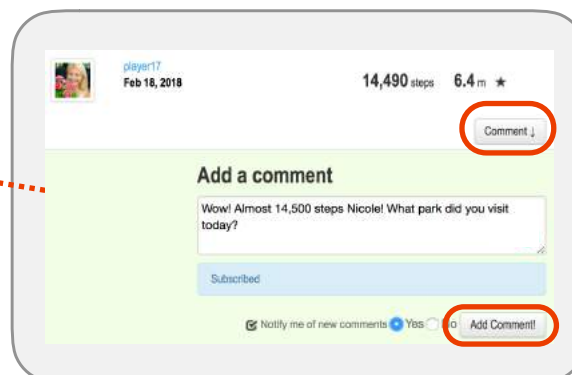 player17
Feb 18, 2018
14,490 steps 6.4 m ★
Comment ↓
Add a comment
Wow! Almost 14,500 steps Nicole! What park did you visit
today?
Subscribed
Notify me of new comments Yes No Add Comment!